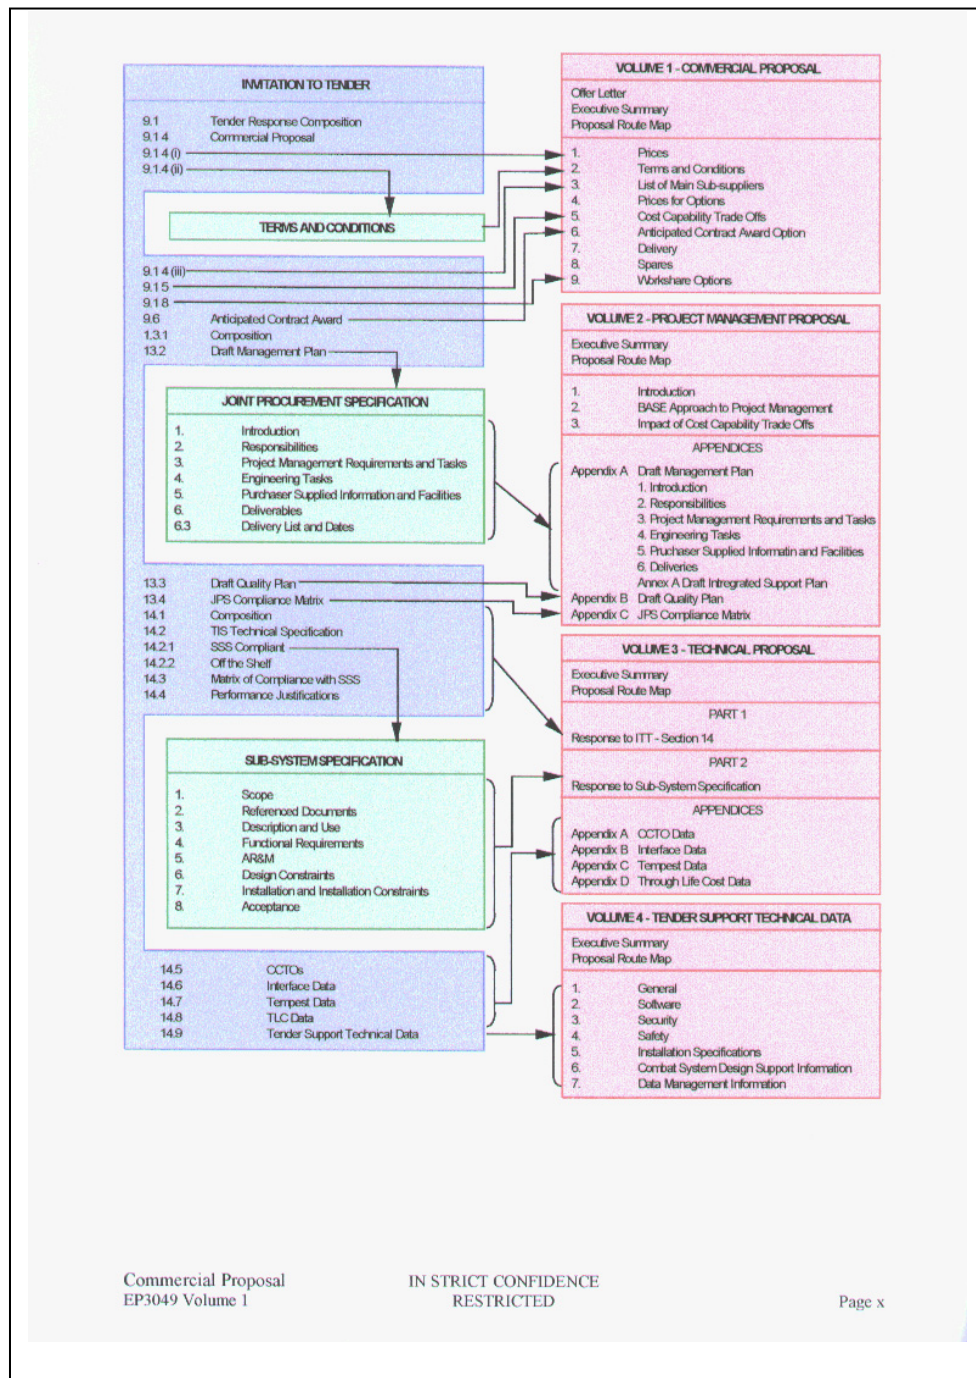 INVITATION TO TENDER
9.1 Tender Response Composition
9.1.4 Commercial Proposal
9.1.4 (i)
9.1.4 (ii)
TERMS AND CONDITIONS
9.1.4 (iii)
9.1.5
9.1.8
9.6 Anticipated Contract Award
1.3.1 Composition
13.2 Draft Management Plan
JOINT PROCUREMENT SPECIFICATION
1. Introduction
2. Responsibilities
3. Project Management Requirements and Tasks
4. Engineering Tasks
5. Purchaser Supplied Information and Facilities
6. Deliverables
6.3 Delivery List and Dates
13.3 Draft Quality Plan
13.4 JPS Compliance Matrix
14.1 Composition
14.2 TIS Technical Specification
14.2.1 SSS Compliant
14.2.2 Off the Shelf
14.3 Matrix of Compliance with SSS
14.4 Performance Justifications
SUB-SYSTEM SPECIFICATION
1. Scope
2. Referenced Documents
3. Description and Use
4. Functional Requirements
5. AR&M
6. Design Constraints
7. Installation and Installation Constraints
8. Acceptance
14.5 CCTOs
14.6 Interface Data
14.7 Tempest Data
14.8 TLC Data
14.9 Tender Support Technical Data
VOLUME 1 - COMMERCIAL PROPOSAL
Offer Letter
Executive Summary
Proposal Route Map
1. Prices
2. Terms and Conditions
3. List of Main Sub-suppliers
4. Prices for Options
5. Cost Capability Trade Offs
6. Anticipated Contract Award Option
7. Delivery
8. Spares
9. Workshare Options
VOLUME 2 - PROJECT MANAGEMENT PROPOSAL
Executive Summary
Proposal Route Map
1. Introduction
2. BASE Approach to Project Management
3. Impact of Cost Capability Trade Offs
APPENDICES
Appendix A Draft Management Plan
1. Introduction
2. Responsibilities
3. Project Management Requirements and Tasks
4. Engineering Tasks
5. Pruchaser Supplied Informatin and Facilities
6. Deliveries
Annex A Draft Intregrated Support Plan
Appendix B Draft Quality Plan
Appendix C JPS Compliance Matrix
VOLUME 3 - TECHNICAL PROPOSAL
Executive Summary
Proposal Route Map
PART 1
Response to ITT - Section 14
PART 2
Response to Sub-System Specification
APPENDICES
Appendix A CCTO Data
Appendix B Interface Data
Appendix C Tempest Data
Appendix D Through Life Cost Data
VOLUME 4 - TENDER SUPPORT TECHNICAL DATA
Executive Summary
Proposal Route Map
1. General
2. Software
3. Security
4. Safety
5. Installation Specifications
6. Combat System Design Support Information
7. Data Management Information
Commercial Proposal
EP3049 Volume 1
IN STRICT CONFIDENCE
RESTRICTED
Page x